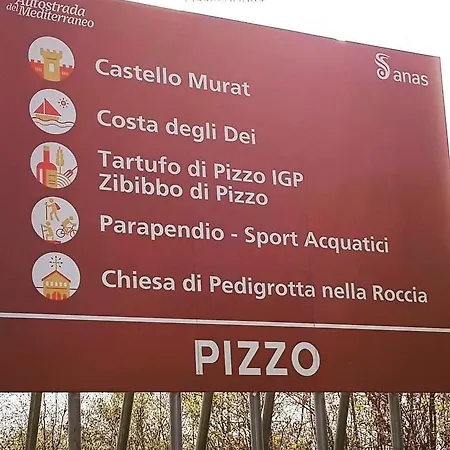 Autostrada
del Mediterraneo
anas
Castello Murat
Costa degli Dei
Tartufo di Pizzo IGP
Zibibbo di Pizzo
Parapendio - Sport Acquatici
Chiesa di Pedigrotta nella Roccia
PIZZO